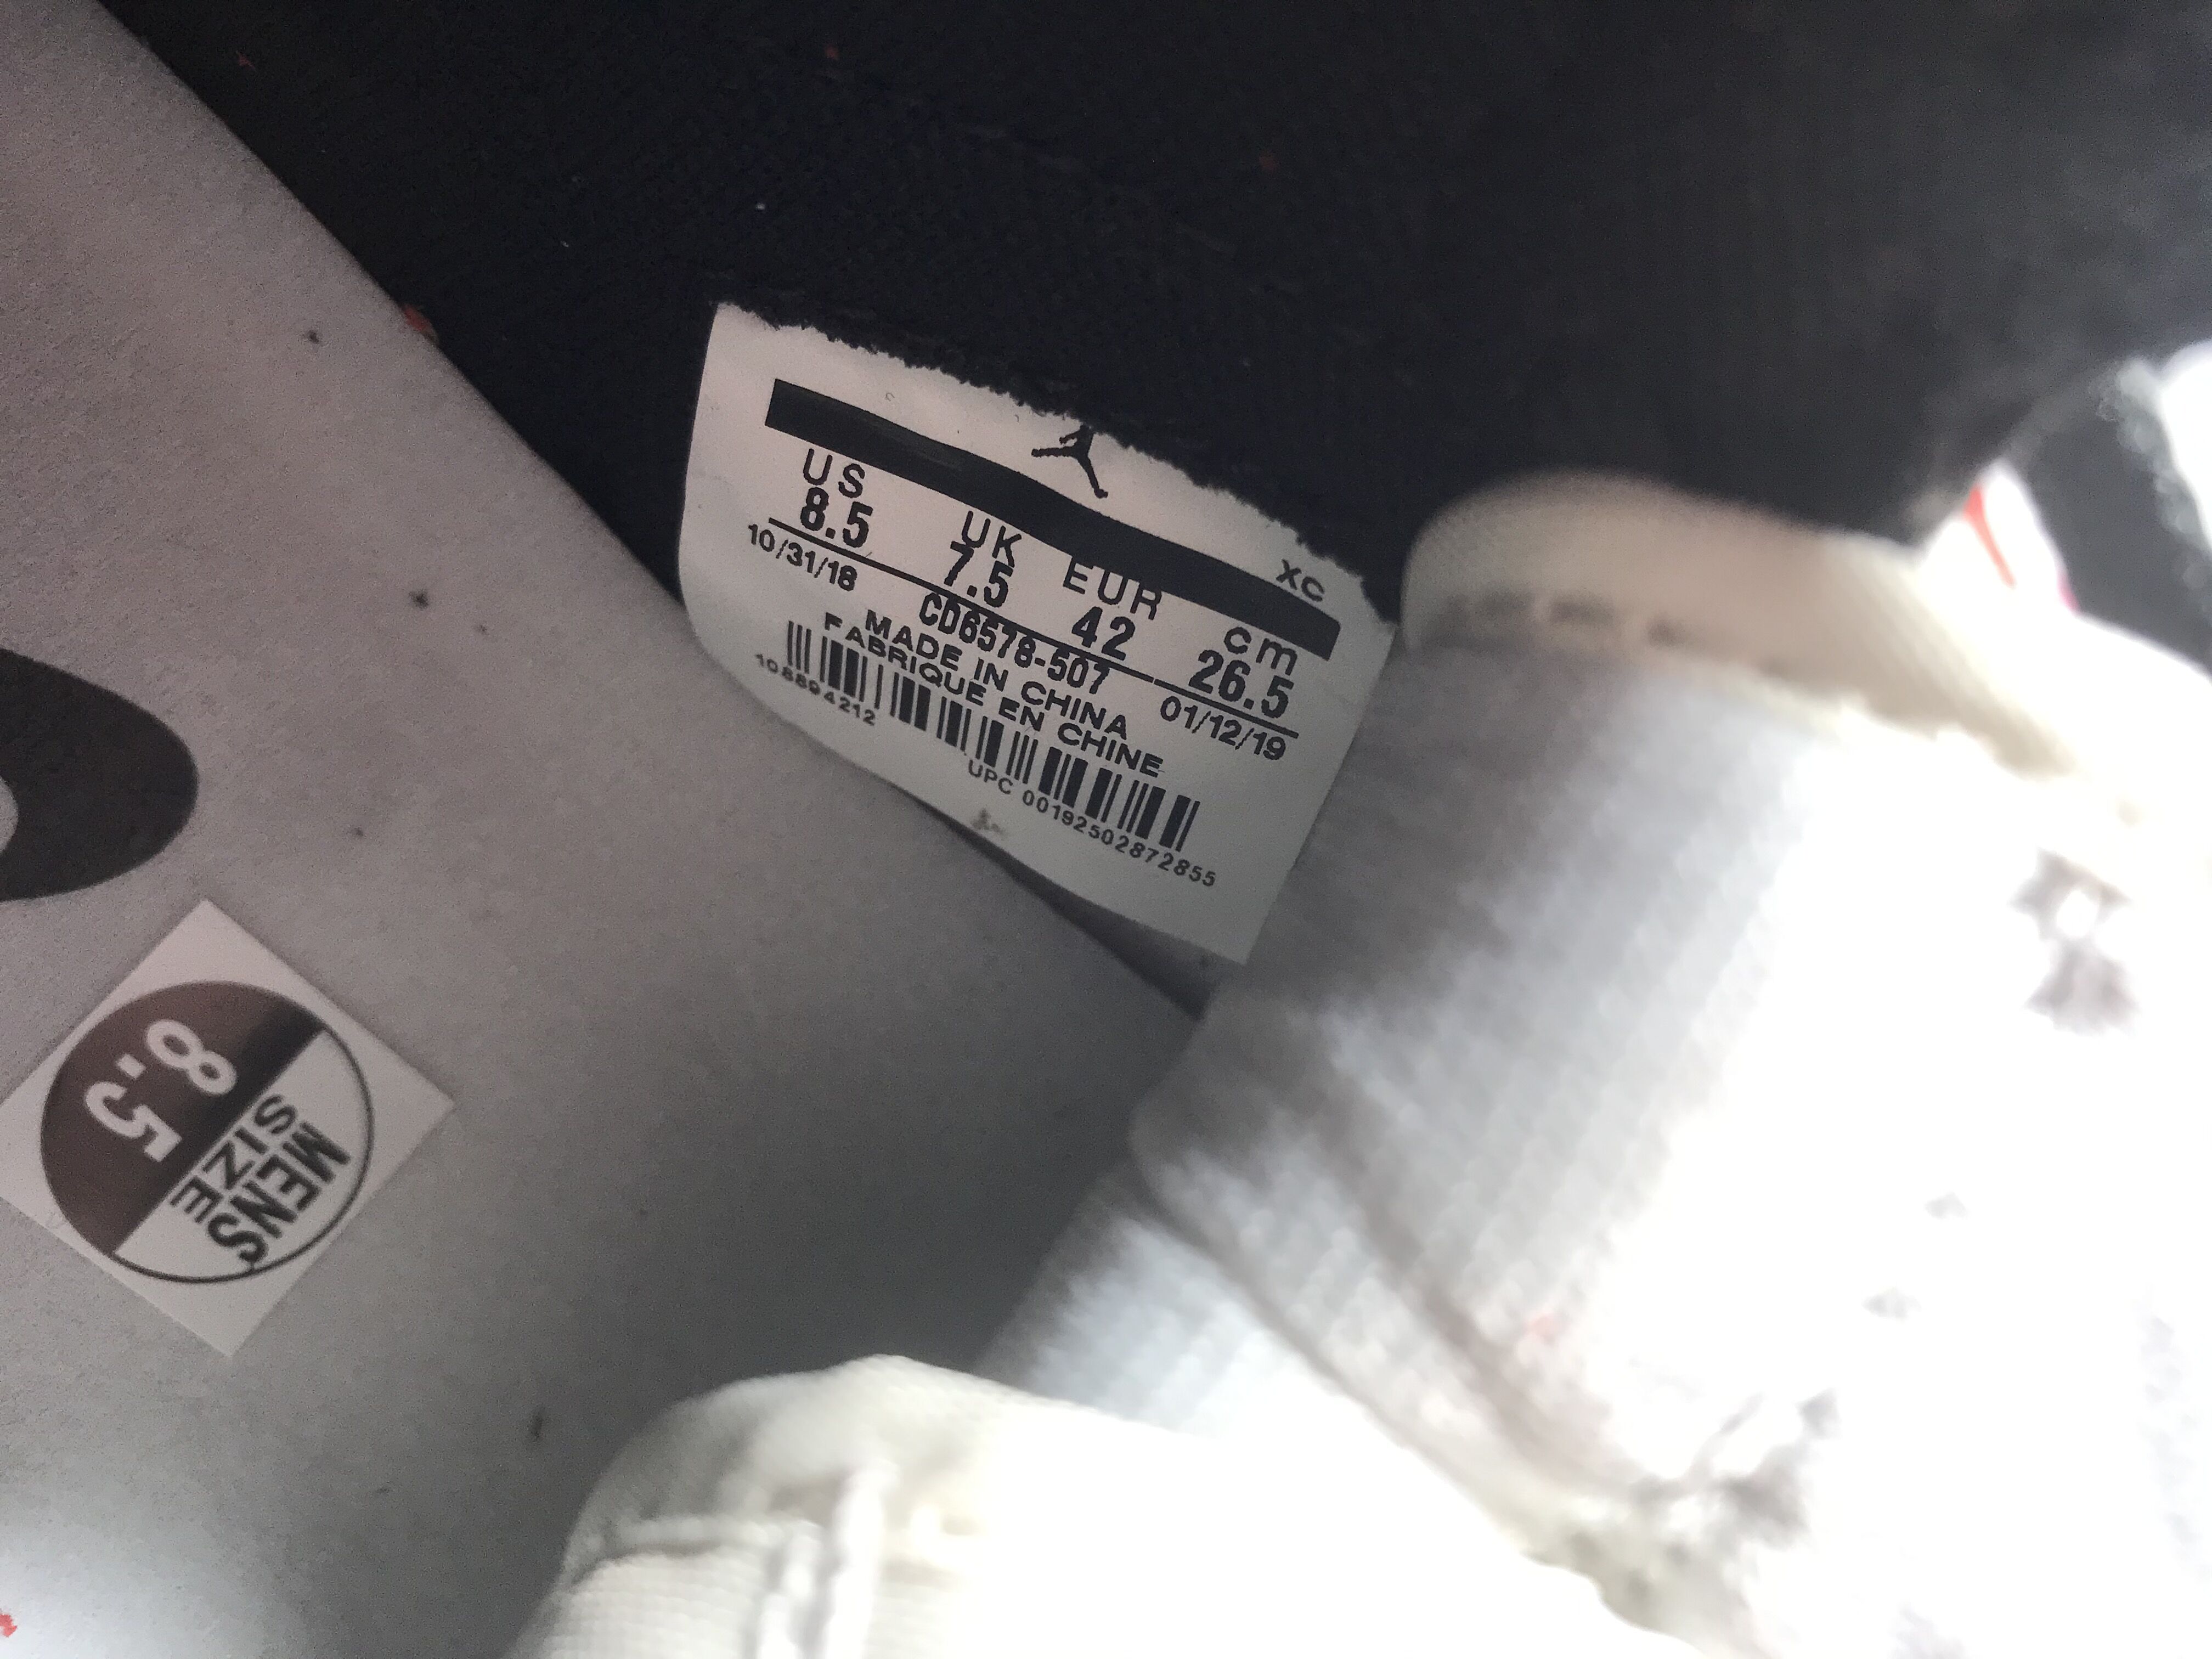 XC
US UK EUR cm
8.5 7.5 42 26.5
10/31/18 CD6578-507 01/12/19
MADE IN CHINA
FABRIQUE EN CHINE
108894212
UPC 00192502872855
8.5
MENS'
SIZE